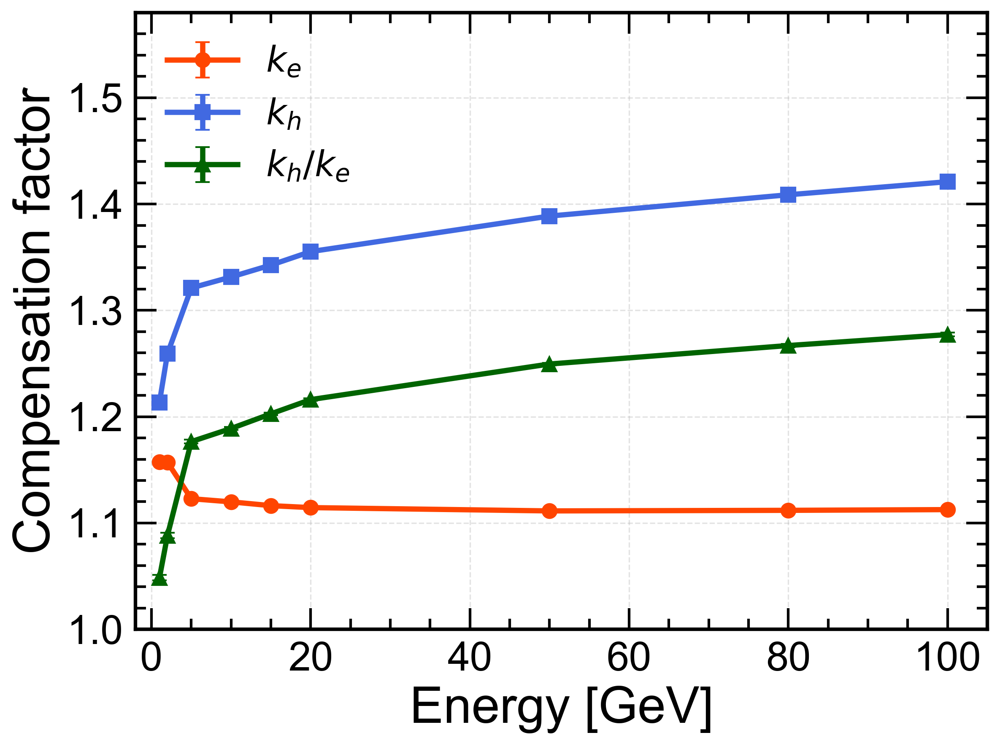 k_e
k_h
k_h/k_e
1.5
1.4
1.3
1.2
1.1
1.0
Compensation factor
0 20 40 60 80 100
Energy [GeV]